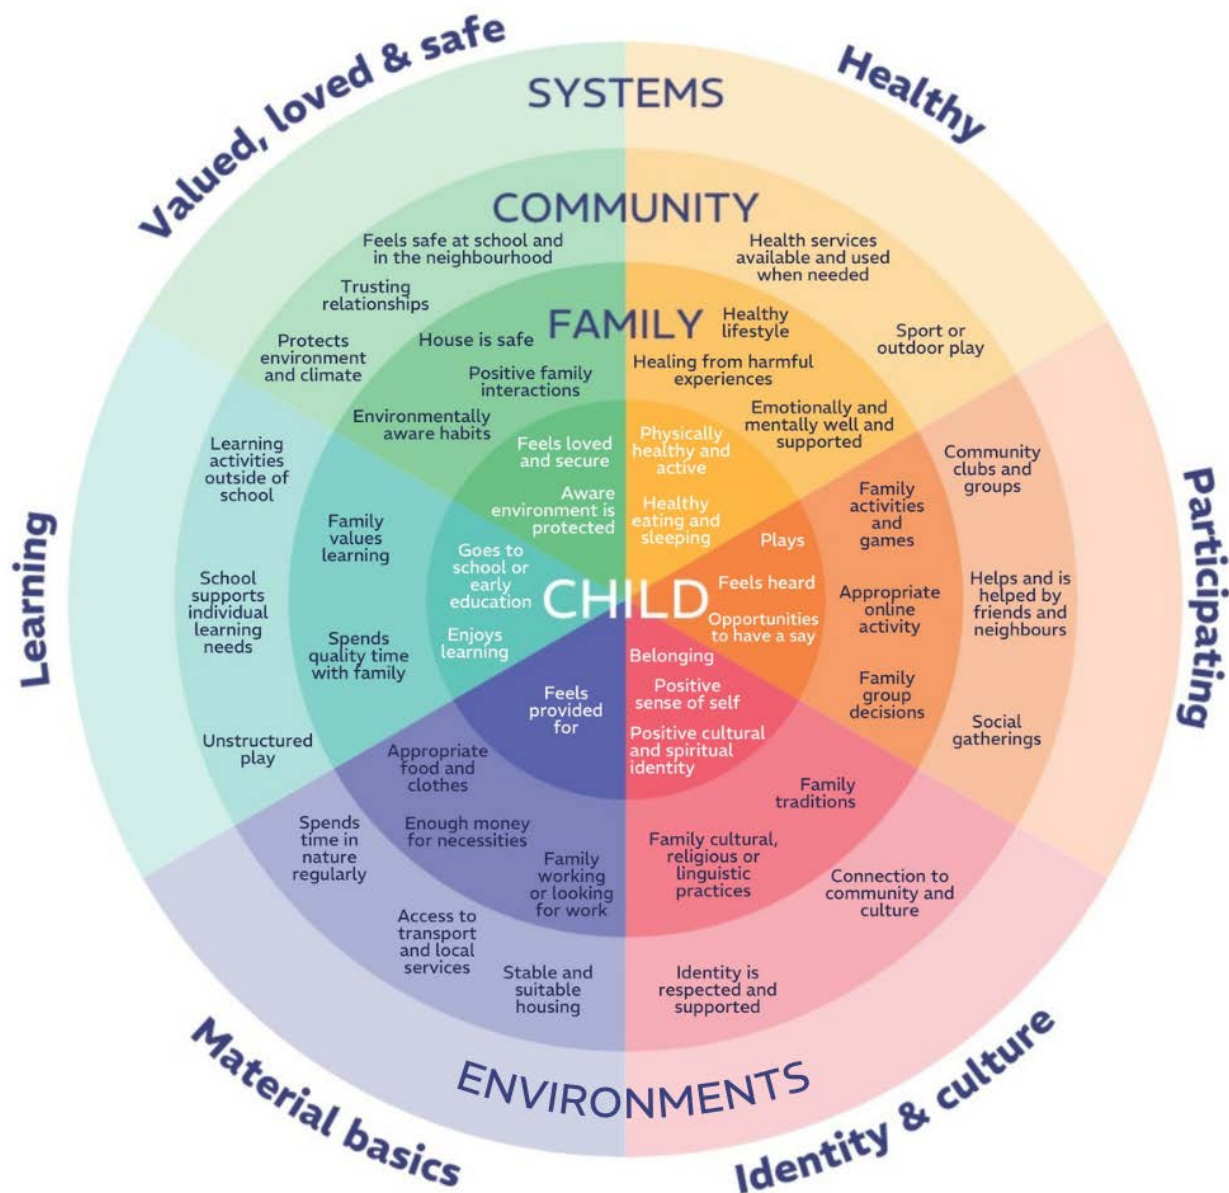 Valued, loved & safe
Healthy
Participating
Identity & culture
Material basics
Learning
SYSTEMS
COMMUNITY
FAMILY
CHILD
ENVIRONMENTS
Feels safe at school and
in the neighbourhood
Trusting
relationships
Protects
environment
and climate
House is safe
Positive family
interactions
Environmentally
aware habits
Feels loved
and secure
Aware
environment is
protected
Health services
available and used
when needed
Sport or
outdoor play
Healthy
lifestyle
Healing from harmful
experiences
Emotionally and
mentally well and
supported
Physically
healthy and
active
Healthy
eating and
sleeping
Community
clubs and
groups
Helps and is
helped by
friends and
neighbours
Social
gatherings
Family
activities
and
games
Appropriate
online
activity
Family
group
decisions
Plays
Feels heard
Opportunities
to have a say
Belonging
Positive
sense of self
Positive cultural
and spiritual
identity
Family
traditions
Family cultural,
religious or
linguistic
practices
Connection to
community and
culture
Identity is
respected and
supported
Feels
provided
for
Appropriate
food and
clothes
Enough money
for necessities
Family
working
or looking
for work
Spends
time in
nature
regularly
Access to
transport
and local
services
Stable and
suitable
housing
Goes to
school or
early
education
Enjoys
learning
Family
values
learning
Spends
quality time
with family
Learning
activities
outside of
school
School
supports
individual
learning
needs
Unstructured
play